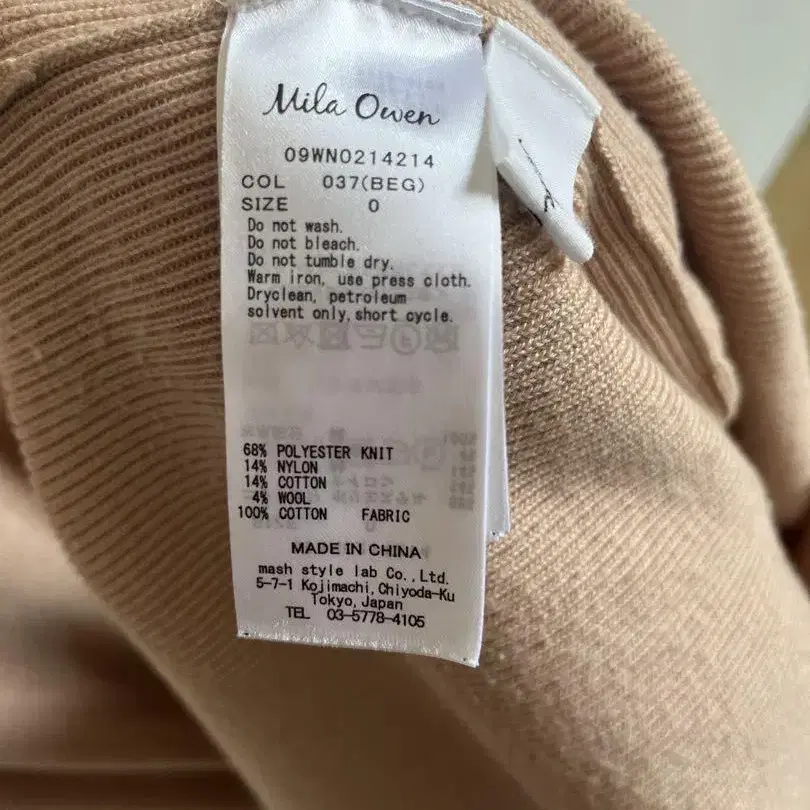 Mila Owen
09WN0214214
COL 037(BEG)
SIZE 0
Do not wash.
Do not bleach.
Do not tumble dry.
Warm iron, use press cloth.
Dryclean, petroleum
solvent only, short cycle.
68% POLYESTER KNIT
14% NYLON
14% COTTON
4% WOOL
100% COTTON FABRIC
MADE IN CHINA
mash style lab Co., Ltd.
5-7-1 Kojimachi, Chiyoda-Ku
Tokyo, Japan
TEL 03-5778-4105